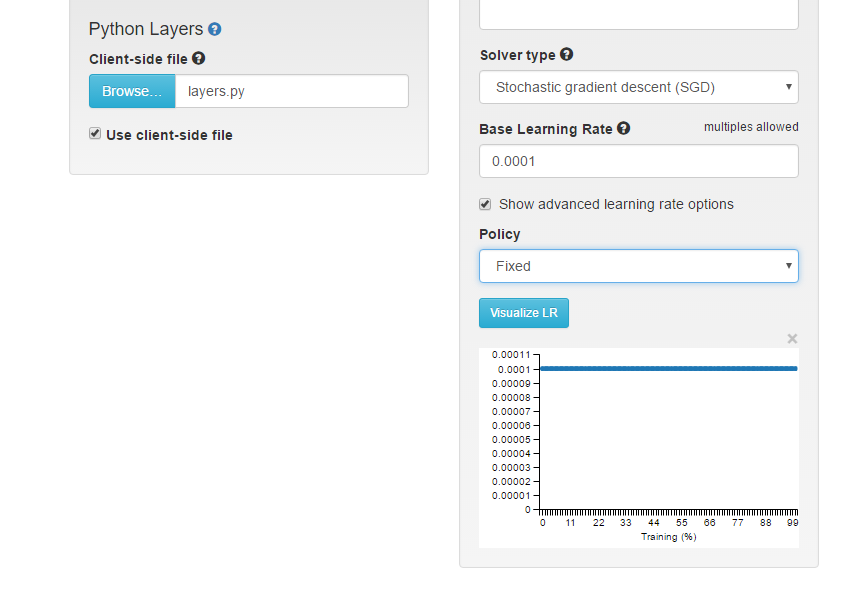 Python Layers
Client-side file
Browse...
layers.py
Use client-side file
Solver type
Stochastic gradient descent (SGD)
Base Learning Rate
multiples allowed
0.0001
Show advanced learning rate options
Policy
Fixed
Visualize LR
×
0.00011
0.0001
0.00009
0.00008
0.00007
0.00006
0.00005
0.00004
0.00003
0.00002
0.00001
0
0 11 22 33 44 55 66 77 88 99
Training (%)